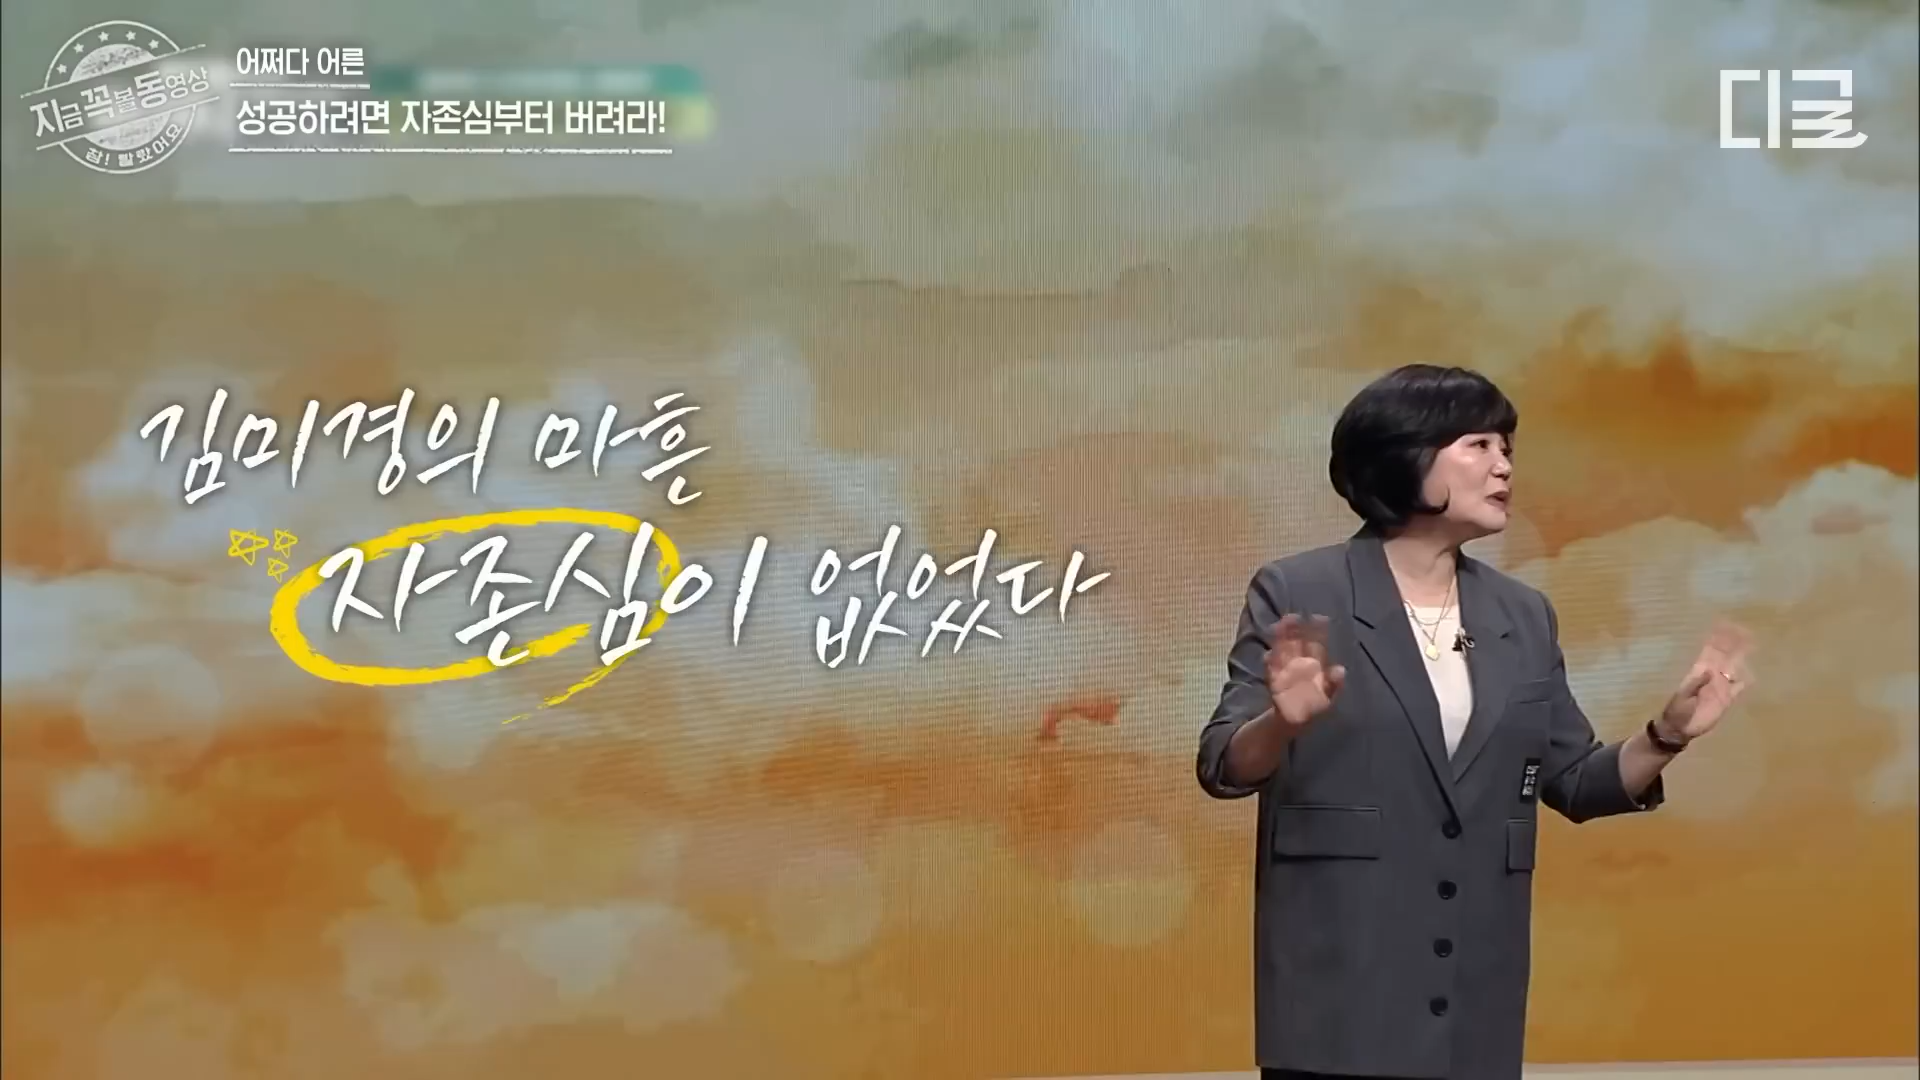 어쩌다 어른
성공하려면 자존심부터 버려라!
지금 꼭 볼 동영상
참! 잘 왔어요
디글
김미경의 마흔
자존심이 없었다